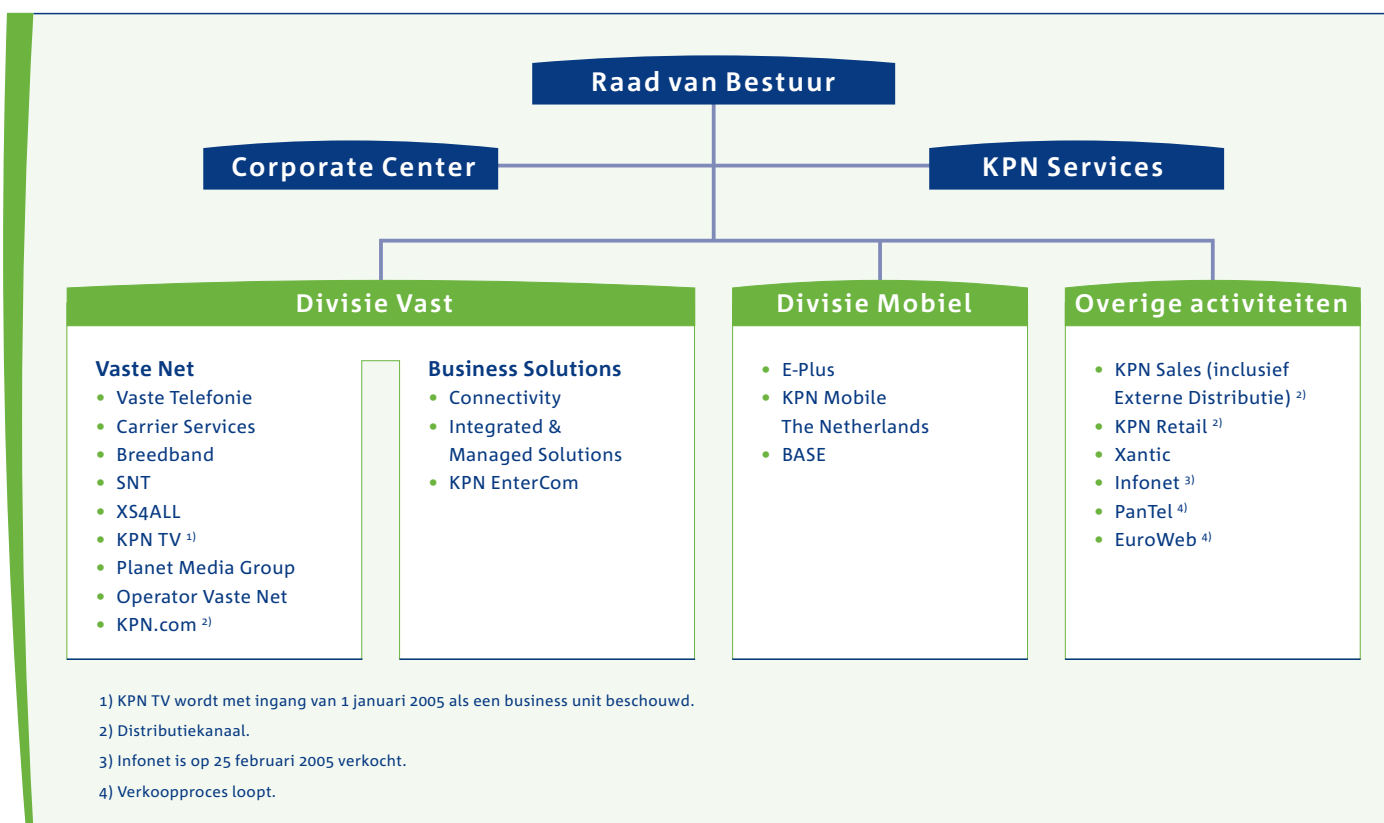 Raad van Bestuur
Corporate Center
KPN Services
Divisie Vast
Vaste Net
• Vaste Telefonie
• Carrier Services
• Breedband
• SNT
• XS4ALL
• KPN TV 1)
• Planet Media Group
• Operator Vaste Net
• KPN.com 2)
Business Solutions
• Connectivity
• Integrated &
Managed Solutions
• KPN EnterCom
Divisie Mobiel
• E-Plus
• KPN Mobile
The Netherlands
• BASE
Overige activiteiten
• KPN Sales (inclusief
Externe Distributie) 2)
• KPN Retail 2)
• Xantic
• Infonet 3)
• PanTel 4)
• EuroWeb 4)
1) KPN TV wordt met ingang van 1 januari 2005 als een business unit beschouwd.
2) Distributiekanaal.
3) Infonet is op 25 februari 2005 verkocht.
4) Verkoopproces loopt.